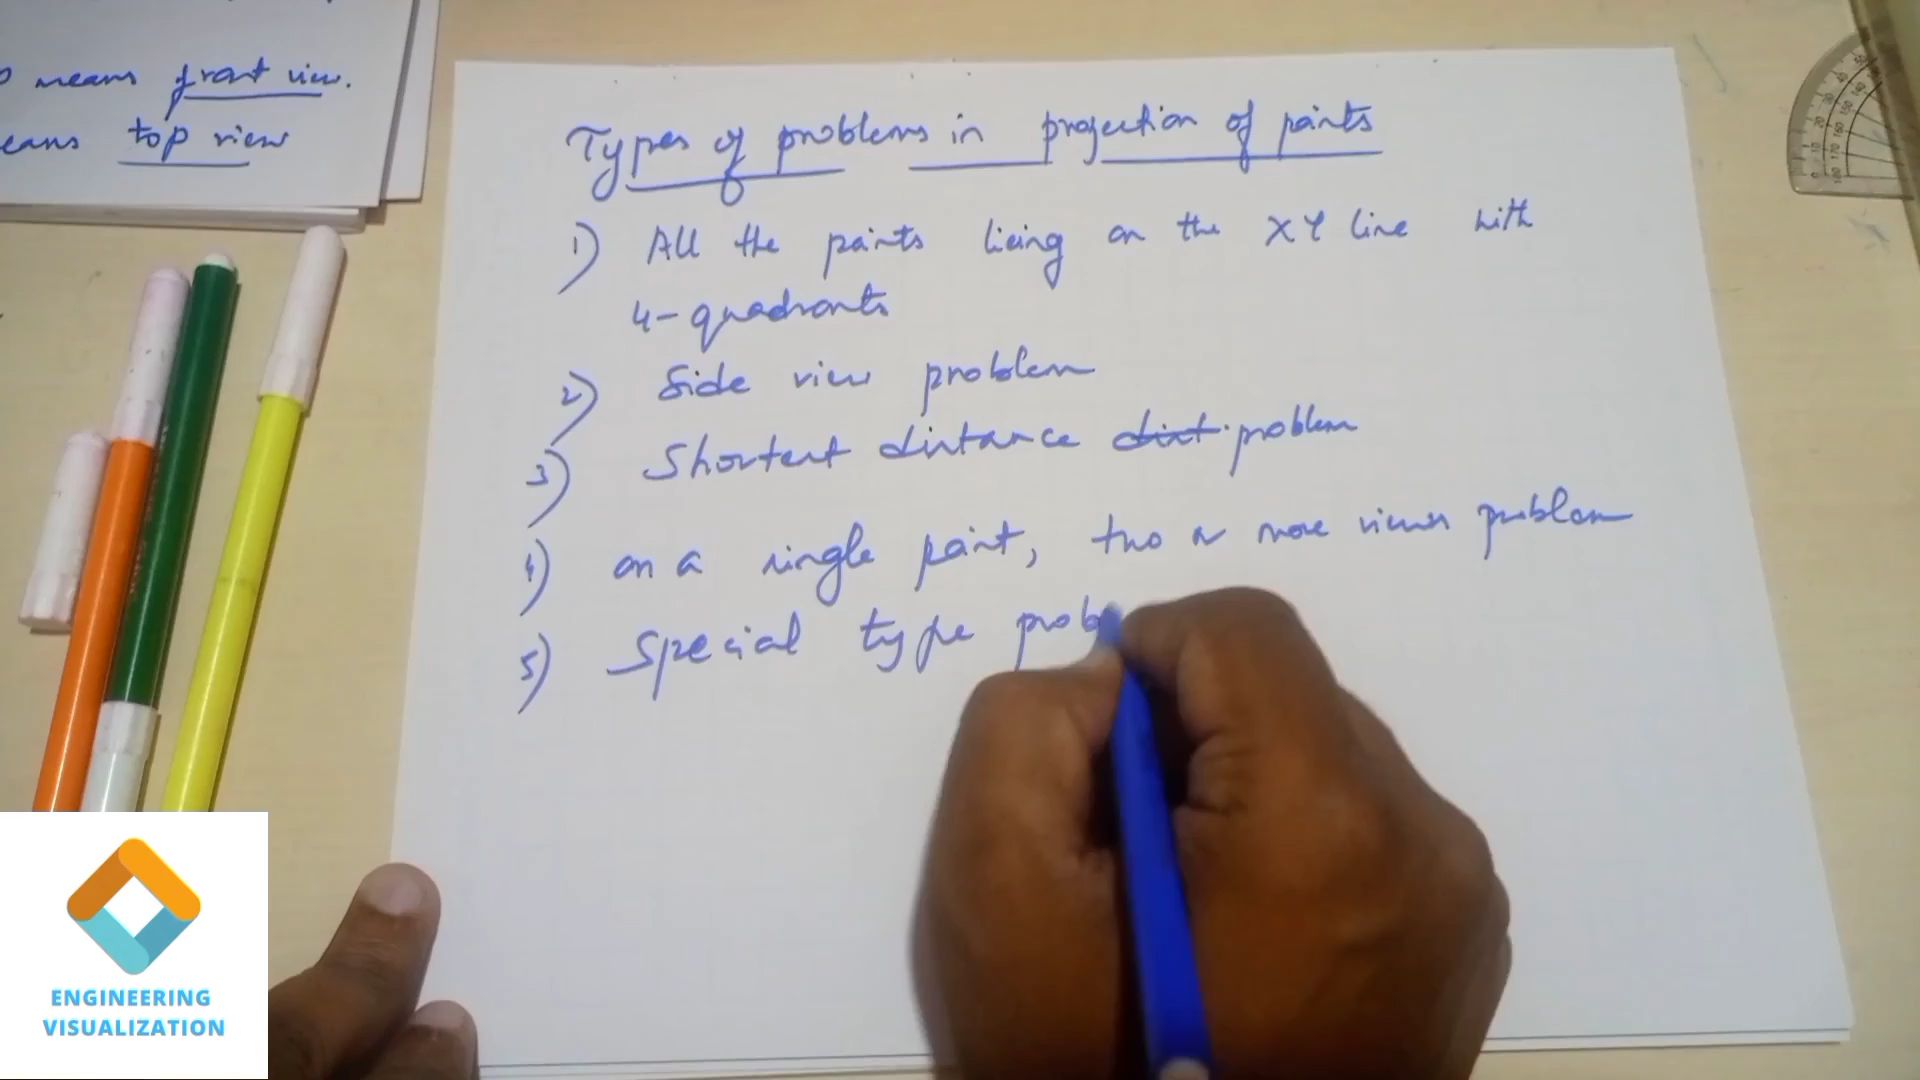 means front view.
means top view
Types of problems in projection of points
1) All the points lieing on the XY line with
4-quadrants
2) Side view problem
3) Shortest distance dist. problem
4) on a single point, two or more views problem
5) Special type prob
ENGINEERING
VISUALIZATION